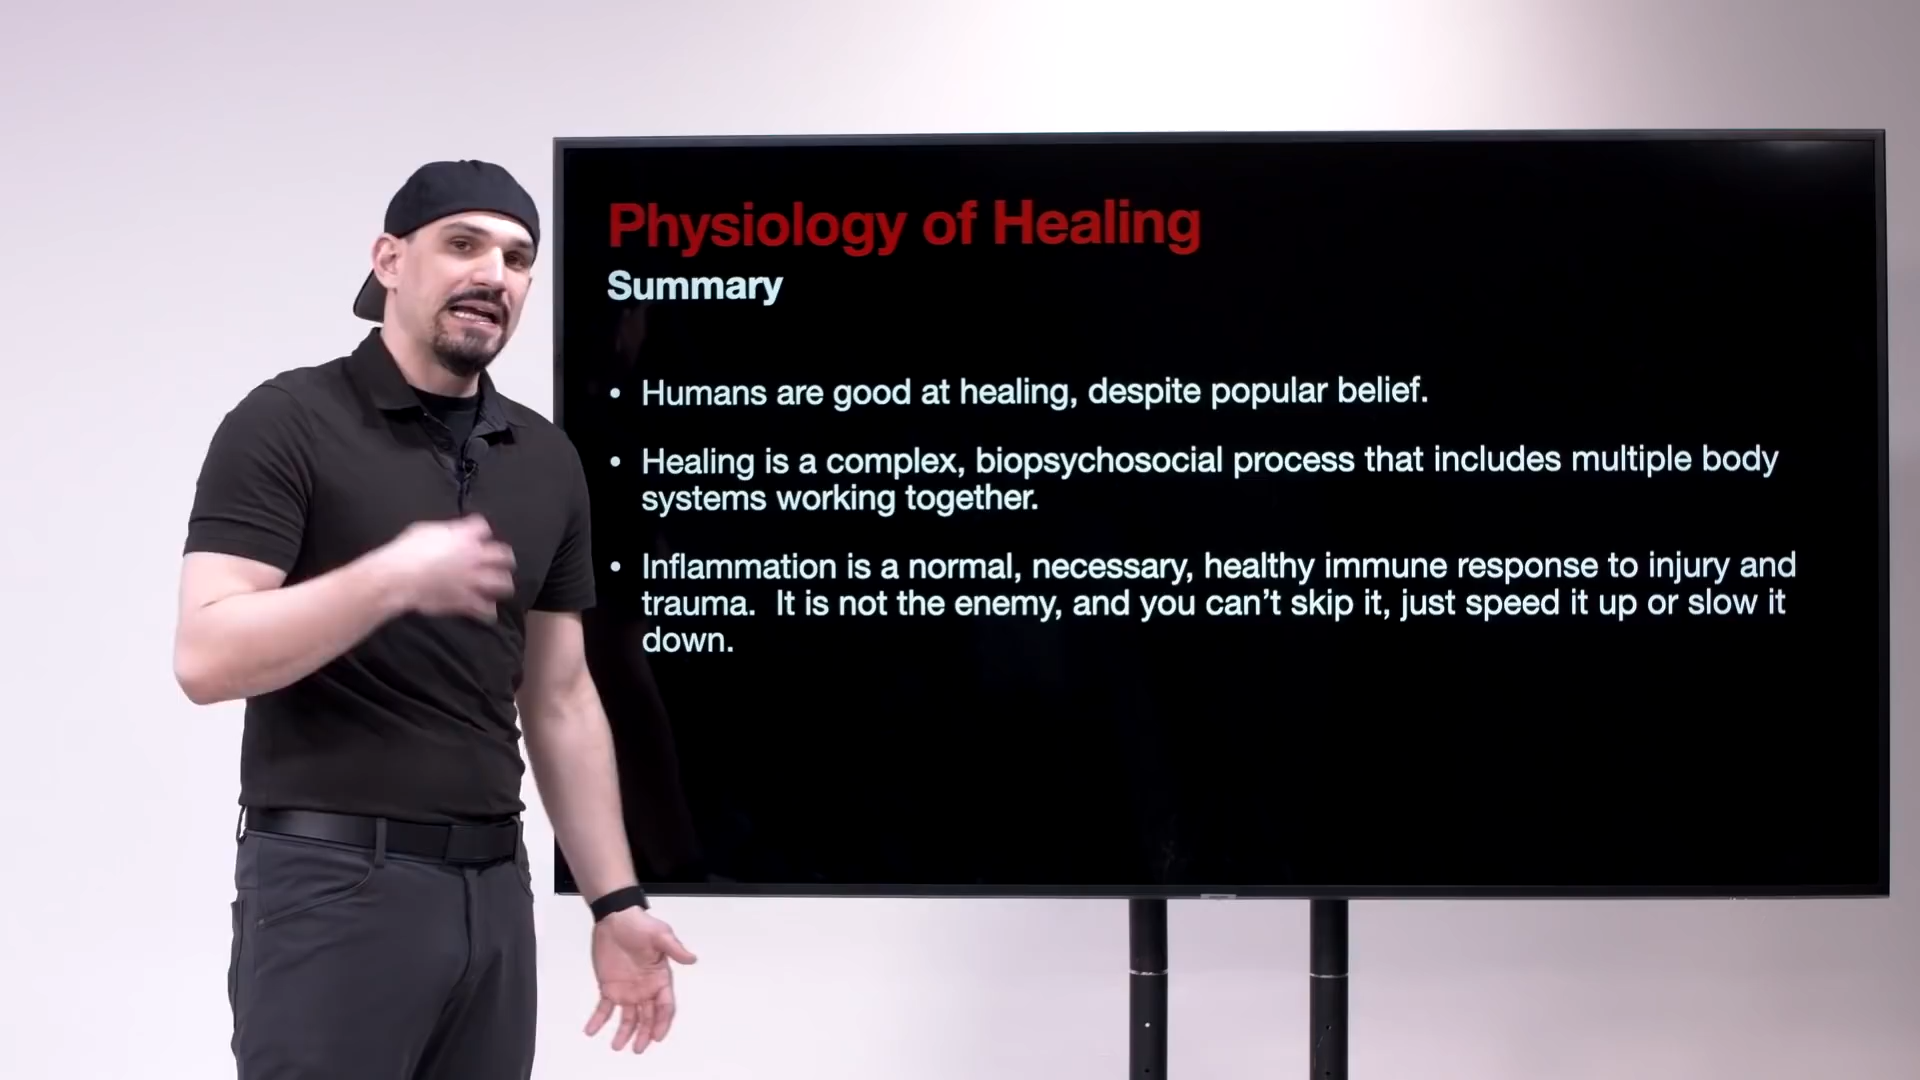 Physiology of Healing
Summary
• Humans are good at healing, despite popular belief.
• Healing is a complex, biopsychosocial process that includes multiple body
systems working together.
• Inflammation is a normal, necessary, healthy immune response to injury and
trauma.  It is not the enemy, and you can’t skip it, just speed it up or slow it
down.